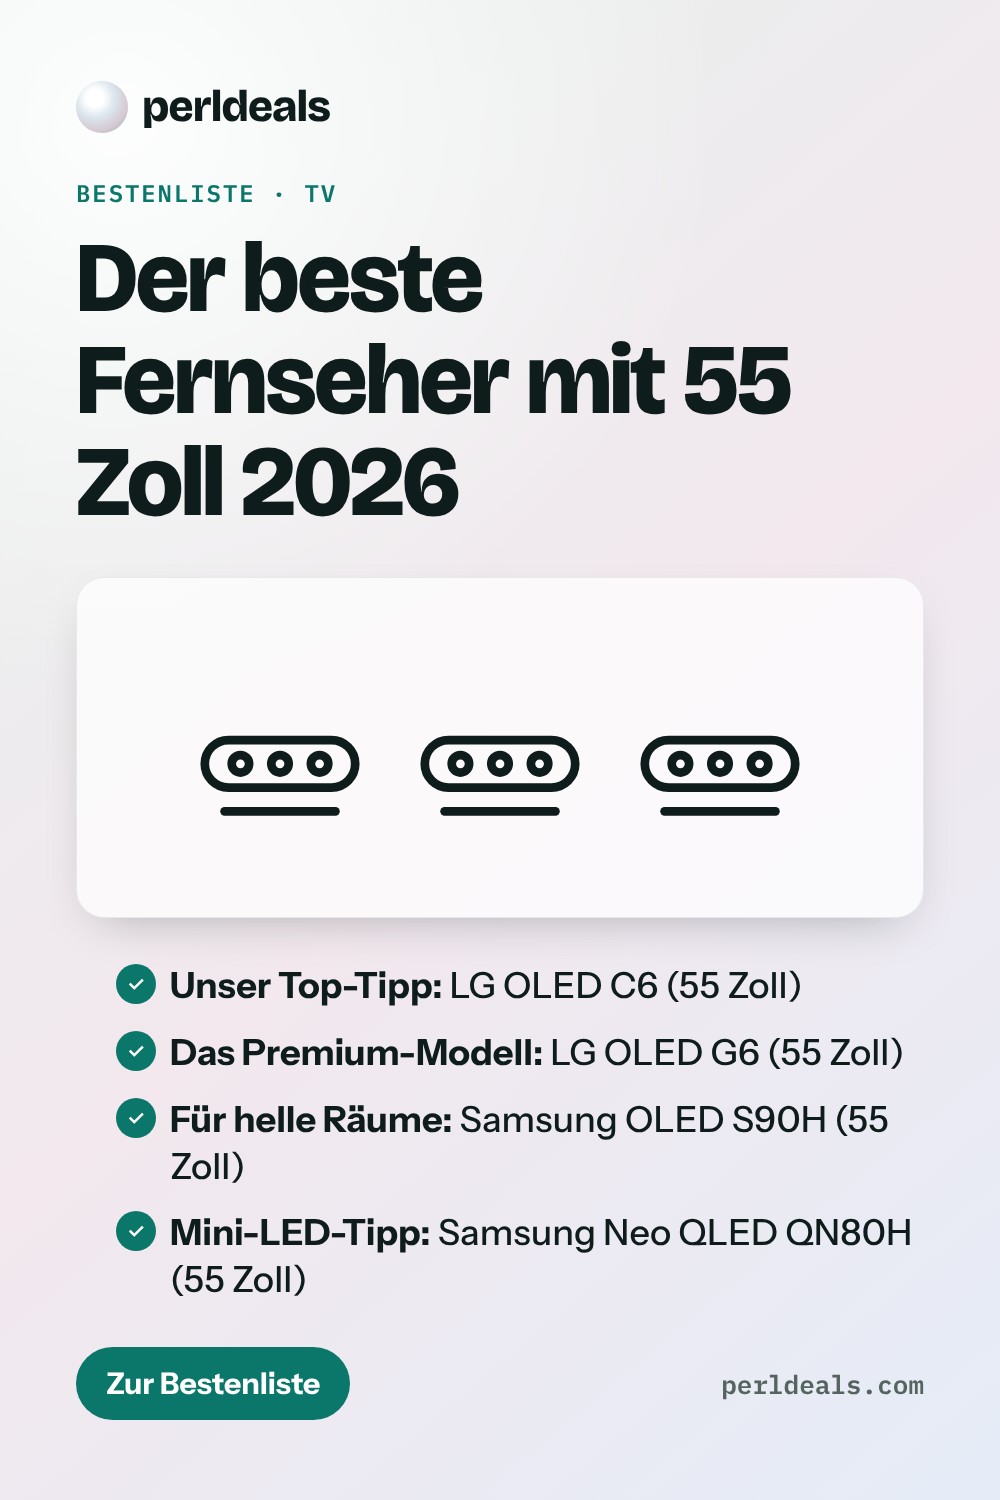 perldeals
BESTENLISTE · TV
Der beste
Fernseher mit 55
Zoll 2026
Unser Top-Tipp: LG OLED C6 (55 Zoll)
Das Premium-Modell: LG OLED G6 (55 Zoll)
Für helle Räume: Samsung OLED S90H (55
Zoll)
Mini-LED-Tipp: Samsung Neo QLED QN80H
(55 Zoll)
Zur Bestenliste
perldeals.com